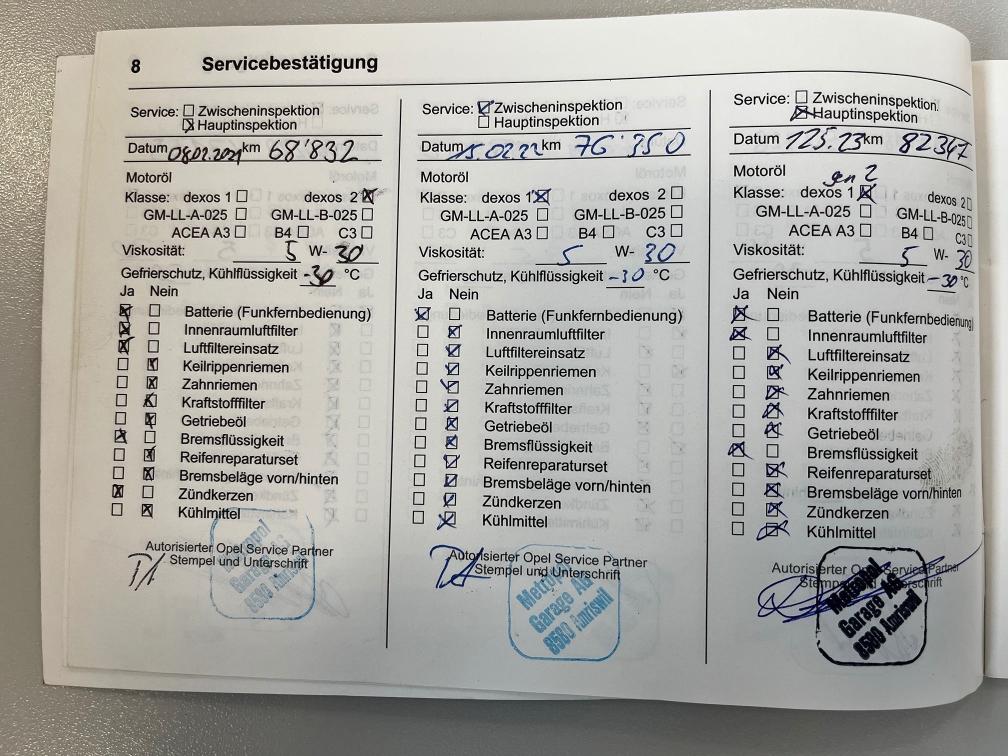 8 Servicebestätigung
Service: Zwischeninspektion
Hauptinspektion
Datum 08.02.2021 km 68'832
Motoröl
Klasse: dexos 1 dexos 2
GM-LL-A-025 GM-LL-B-025
ACEA A3 B4 C3
Viskosität: 5 W- 30
Gefrierschutz, Kühlflüssigkeit -30 °C
Ja Nein
Batterie (Funkfernbedienung)
Innenraumluftfilter
Luftfiltereinsatz
Keilrippenriemen
Zahnriemen
Kraftstofffilter
Getriebeöl
Bremsflüssigkeit
Reifenreparaturset
Bremsbeläge vorn/hinten
Zündkerzen
Kühlmittel
Autorisierter Opel Service Partner
Stempel und Unterschrift
Metropol
Garage AG
8580 Amriswil
Service: Zwischeninspektion
Hauptinspektion
Datum 15.02.22 km 76'350
Motoröl
Klasse: dexos 1 dexos 2
GM-LL-A-025 GM-LL-B-025
ACEA A3 B4 C3
Viskosität: 5 W- 30
Gefrierschutz, Kühlflüssigkeit -30 °C
Ja Nein
Batterie (Funkfernbedienung)
Innenraumluftfilter
Luftfiltereinsatz
Keilrippenriemen
Zahnriemen
Kraftstofffilter
Getriebeöl
Bremsflüssigkeit
Reifenreparaturset
Bremsbeläge vorn/hinten
Zündkerzen
Kühlmittel
Autorisierter Opel Service Partner
Stempel und Unterschrift
Metropol
Garage AG
8580 Amriswil
Service: Zwischeninspektion
Hauptinspektion
Datum 125.23 km 82347
Motoröl gen 2
Klasse: dexos 1 dexos 2
GM-LL-A-025 GM-LL-B-025
ACEA A3 B4 C3
Viskosität: 5 W- 30
Gefrierschutz, Kühlflüssigkeit -30 °C
Ja Nein
Batterie (Funkfernbedienung)
Innenraumluftfilter
Luftfiltereinsatz
Keilrippenriemen
Zahnriemen
Kraftstofffilter
Getriebeöl
Bremsflüssigkeit
Reifenreparaturset
Bremsbeläge vorn/hinten
Zündkerzen
Kühlmittel
Autorisierter Opel Service Partner
Stempel und Unterschrift
Metropol
Garage AG
8580 Amriswil